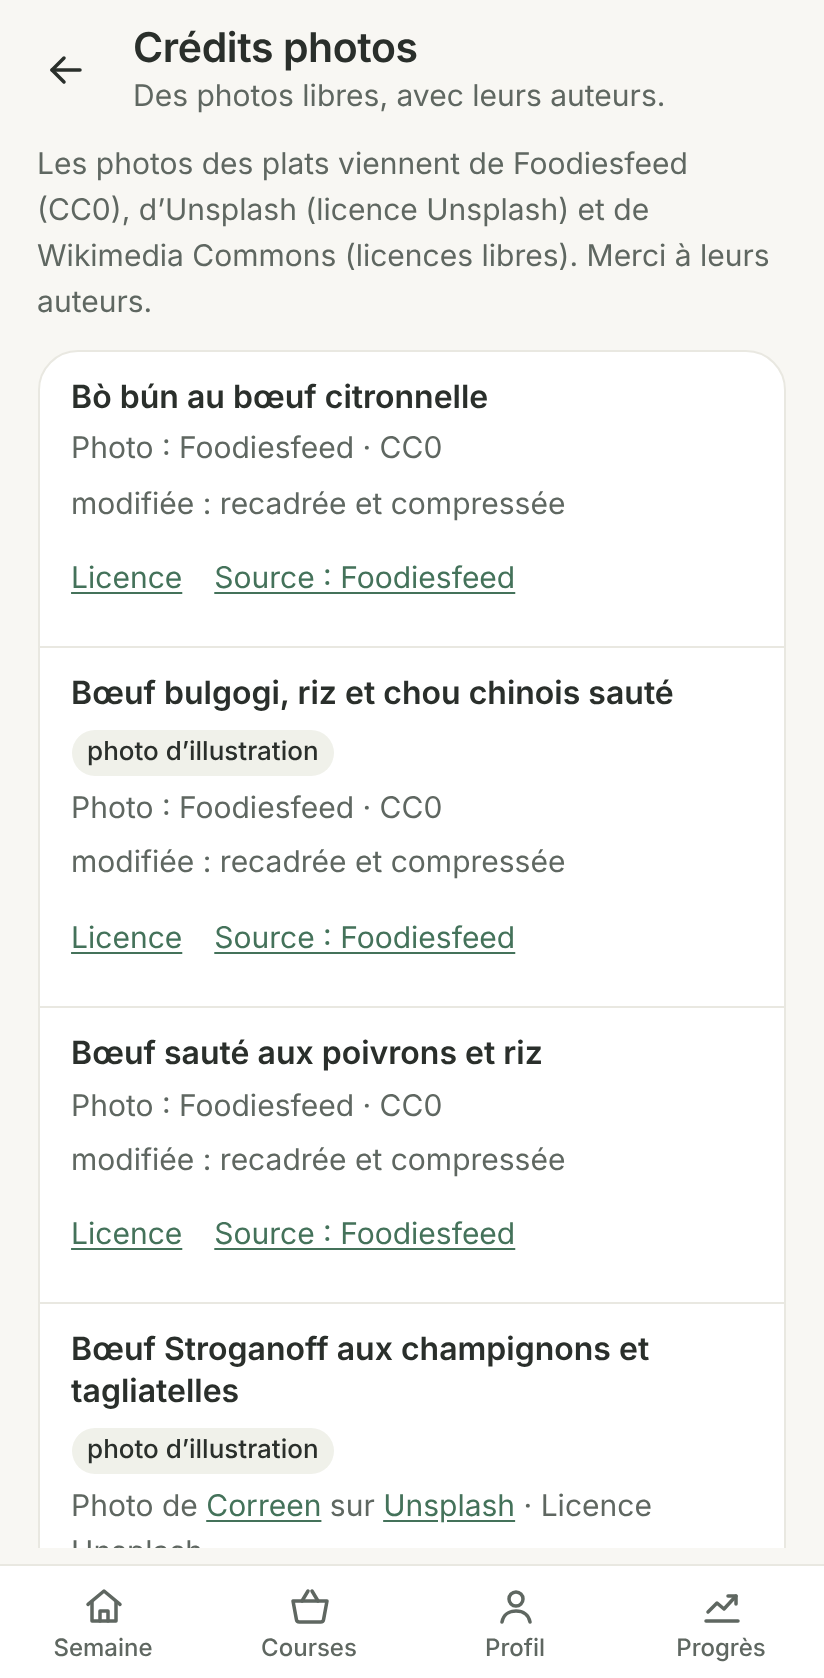 Crédits photos
Des photos libres, avec leurs auteurs.
Les photos des plats viennent de Foodiesfeed
(CC0), d’Unsplash (licence Unsplash) et de
Wikimedia Commons (licences libres). Merci à leurs
auteurs.
Bò bún au bœuf citronnelle
Photo : Foodiesfeed · CC0
modifiée : recadrée et compressée
Licence Source : Foodiesfeed
Bœuf bulgogi, riz et chou chinois sauté
photo d’illustration
Photo : Foodiesfeed · CC0
modifiée : recadrée et compressée
Licence Source : Foodiesfeed
Bœuf sauté aux poivrons et riz
Photo : Foodiesfeed · CC0
modifiée : recadrée et compressée
Licence Source : Foodiesfeed
Bœuf Stroganoff aux champignons et
tagliatelles
photo d’illustration
Photo de Correen sur Unsplash · Licence
Unsplash
Semaine Courses Profil Progrès